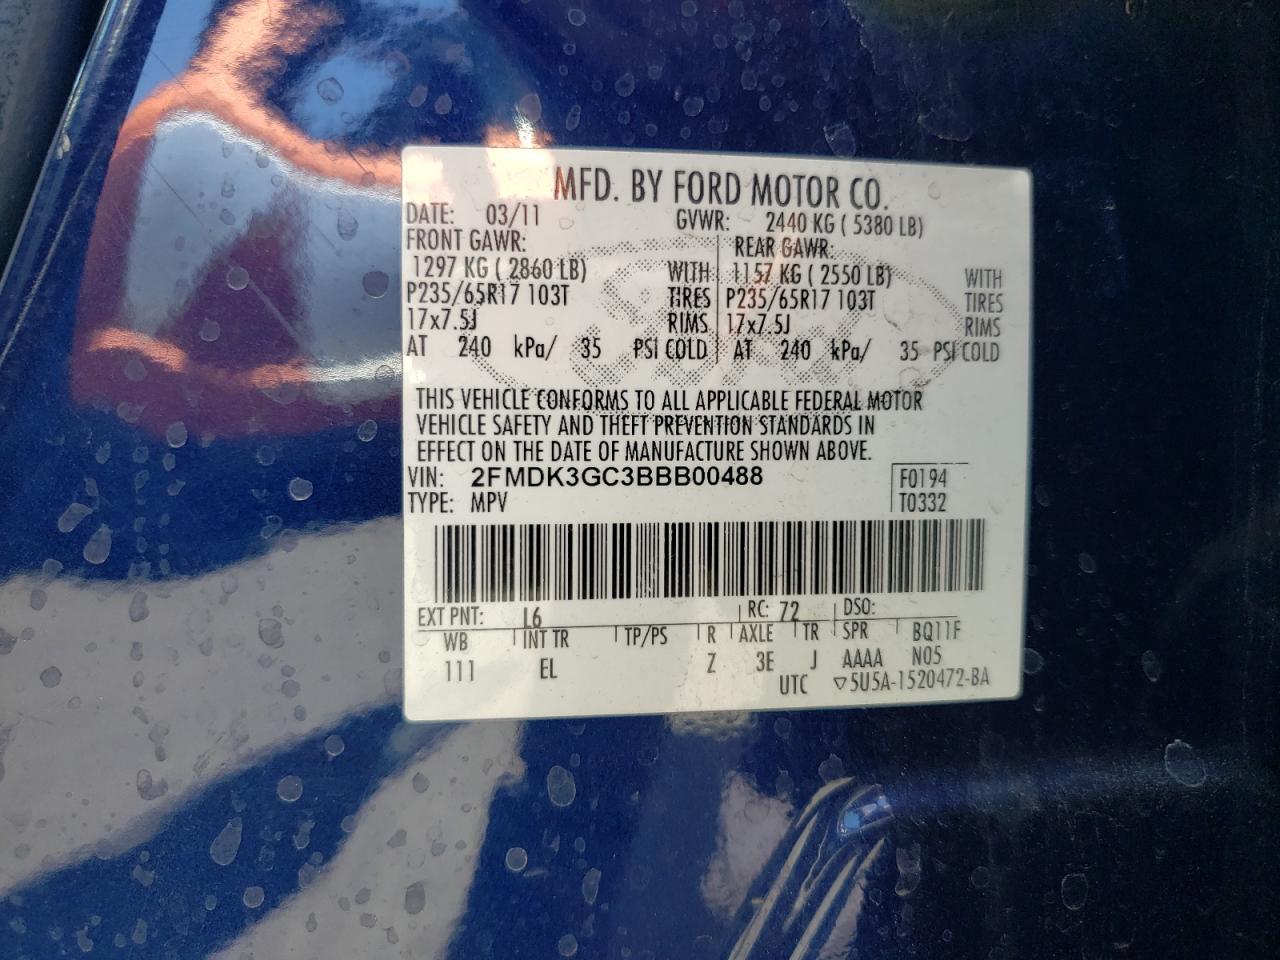 MFD. BY FORD MOTOR CO.
DATE: 03/11 GVWR: 2440 KG ( 5380 LB)
FRONT GAWR: REAR GAWR:
1297 KG ( 2860 LB) WITH 1157 KG ( 2550 LB) WITH
P235/65R17 103T TIRES P235/65R17 103T TIRES
17x7.5J RIMS 17x7.5J RIMS
AT 240 kPa/ 35 PSI COLD AT 240 kPa/ 35 PSI COLD
Ford
THIS VEHICLE CONFORMS TO ALL APPLICABLE FEDERAL MOTOR
VEHICLE SAFETY AND THEFT PREVENTION STANDARDS IN
EFFECT ON THE DATE OF MANUFACTURE SHOWN ABOVE.
VIN: 2FMDK3GC3BBB00488 F0194
TYPE: MPV T0332
EXT PNT: L6 RC: 72 DSO:
WB INT TR TP/PS R AXLE TR SPR BQ11F
111 EL Z 3E J AAAA N05
UTC ▽5U5A-1520472-BA